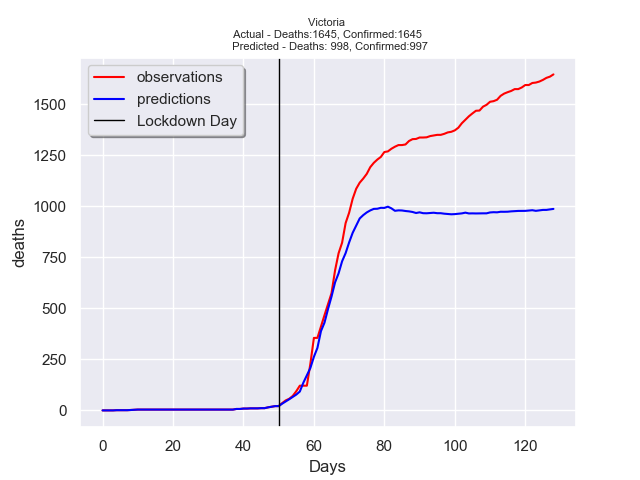 Victoria
Actual - Deaths:1645, Confirmed:1645
Predicted - Deaths: 998, Confirmed:997
observations
predictions
Lockdown Day
1500
1250
1000
750
500
250
0
deaths
0 20 40 60 80 100 120
Days